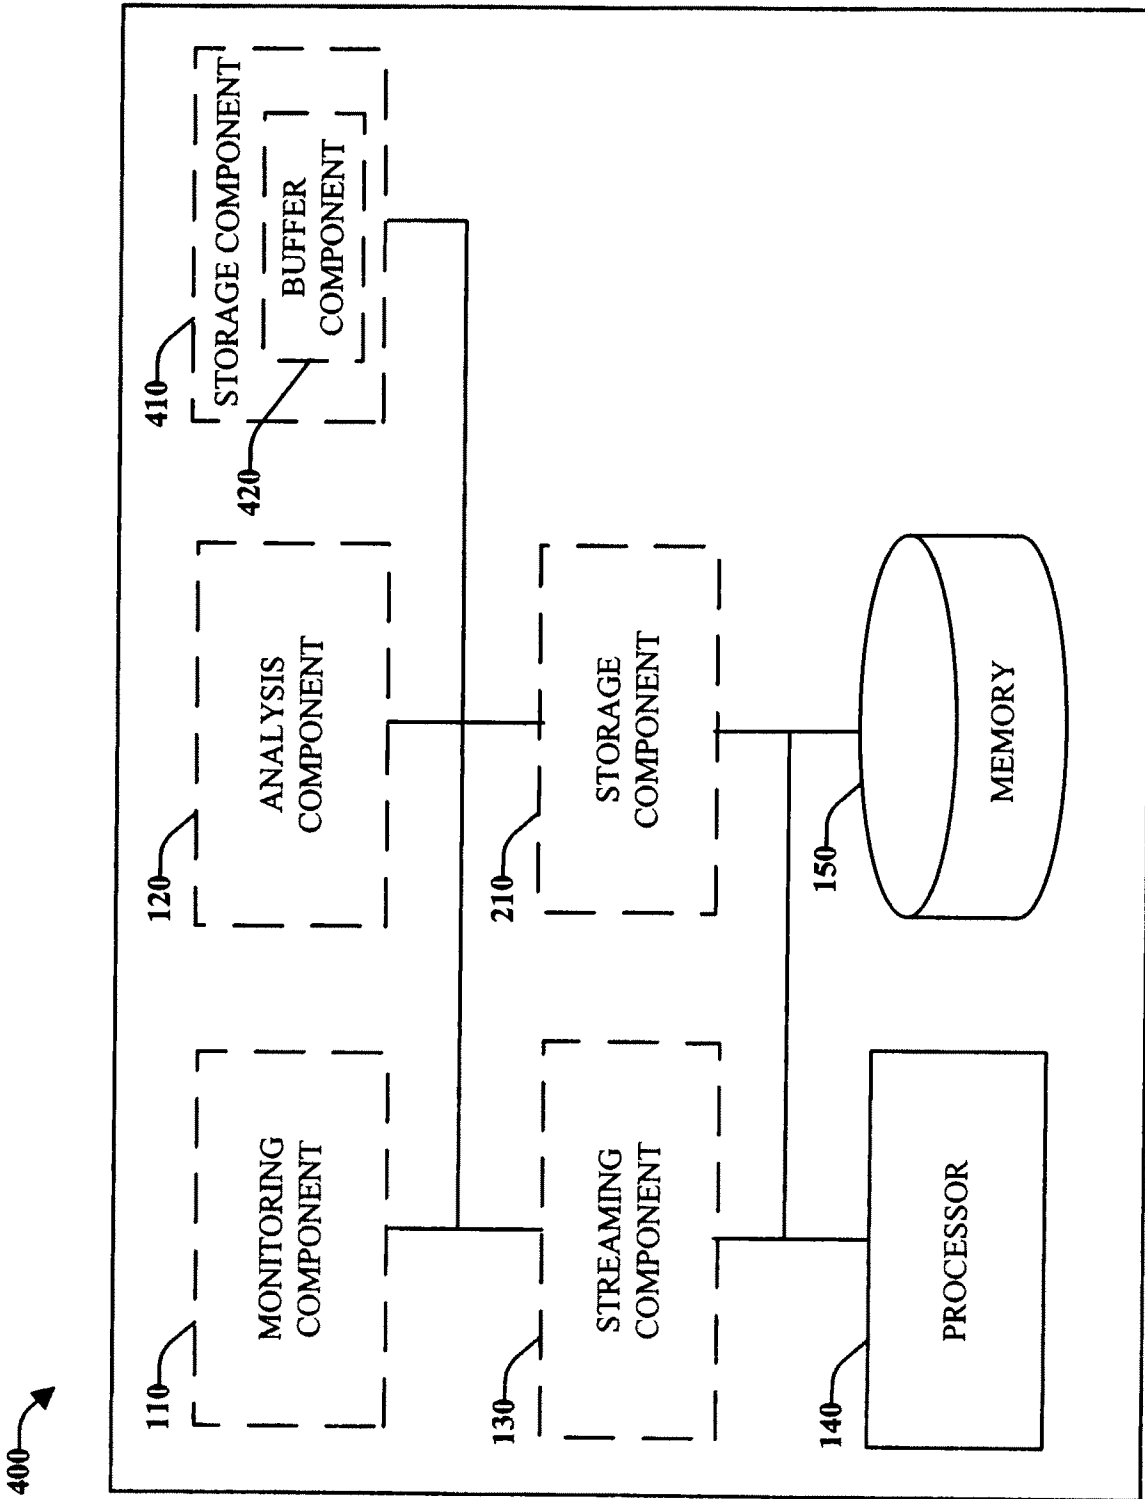 400
110
MONITORING
COMPONENT
120
ANALYSIS
COMPONENT
410
STORAGE COMPONENT
420
BUFFER
COMPONENT
130
STREAMING
COMPONENT
210
STORAGE
COMPONENT
140
PROCESSOR
150
MEMORY